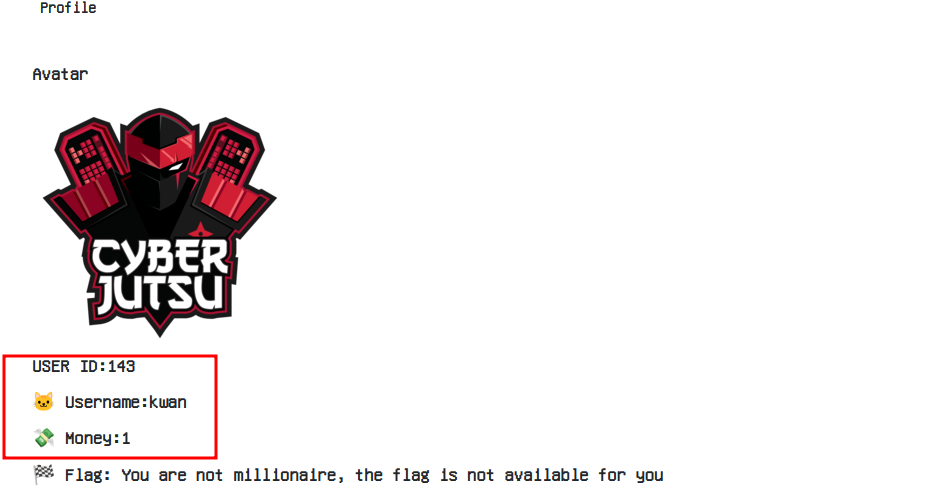 Profile
Avatar
CYBER
JUTSU
USER ID:143
Username:kwan
Money:1
Flag: You are not millionaire, the flag is not available for you